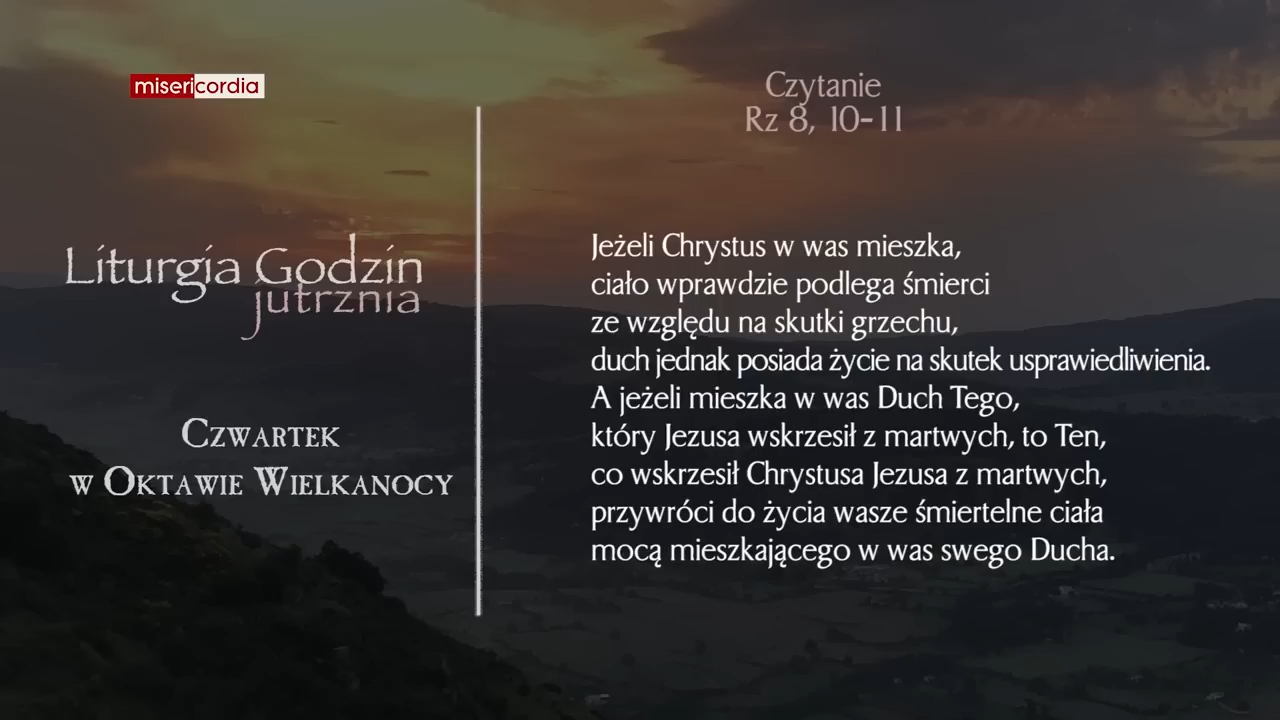 misericordia
Liturgia Godzin
jutrznia
Czwartek
w Oktawie Wielkanocy
Czytanie
Rz 8, 10-11
Jeżeli Chrystus w was mieszka,
ciało wprawdzie podlega śmierci
ze względu na skutki grzechu,
duch jednak posiada życie na skutek usprawiedliwienia.
A jeżeli mieszka w was Duch Tego,
który Jezusa wskrzesił z martwych, to Ten,
co wskrzesił Chrystusa Jezusa z martwych,
przywróci do życia wasze śmiertelne ciała
mocą mieszkającego w was swego Ducha.